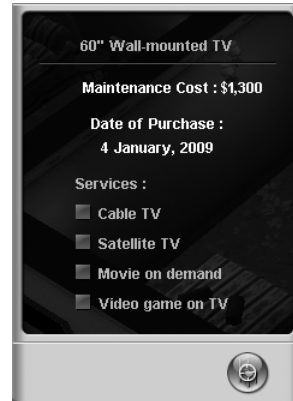 60" Wall-mounted TV
Maintenance Cost : $1,300
Date of Purchase :
4 January, 2009
Services :
Cable TV
Satellite TV
Movie on demand
Video game on TV